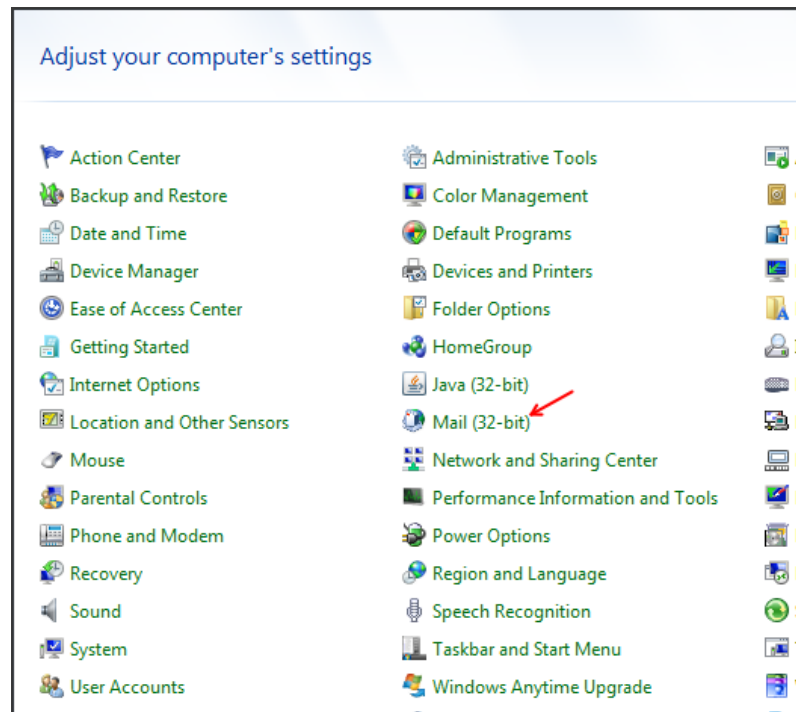 Adjust your computer's settings
Action Center
Administrative Tools
Backup and Restore
Color Management
Date and Time
Default Programs
Device Manager
Devices and Printers
Ease of Access Center
Folder Options
Getting Started
HomeGroup
Internet Options
Java (32-bit)
Location and Other Sensors
Mail (32-bit)
Mouse
Network and Sharing Center
Parental Controls
Performance Information and Tools
Phone and Modem
Power Options
Recovery
Region and Language
Sound
Speech Recognition
System
Taskbar and Start Menu
User Accounts
Windows Anytime Upgrade